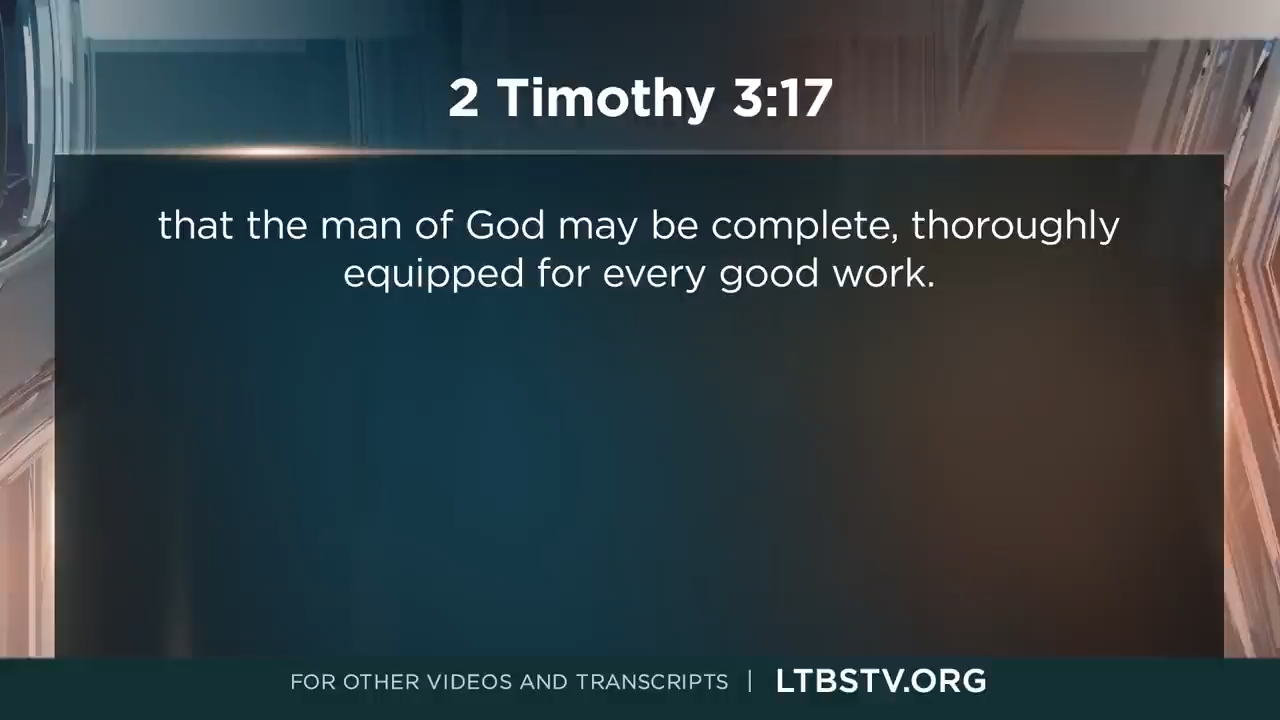 2 Timothy 3:17
that the man of God may be complete, thoroughly
equipped for every good work.
FOR OTHER VIDEOS AND TRANSCRIPTS | LTBSTV.ORG